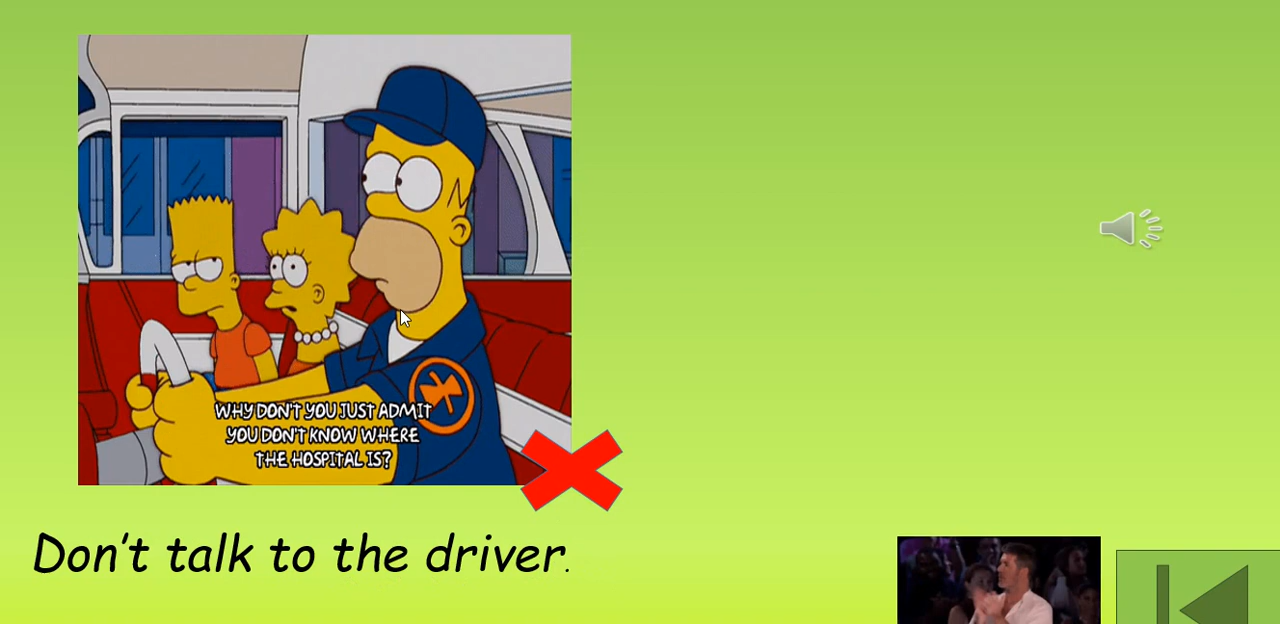 WHY DON'T YOU JUST ADMIT
YOU DON'T KNOW WHERE
THE HOSPITAL IS?
Don't talk to the driver.